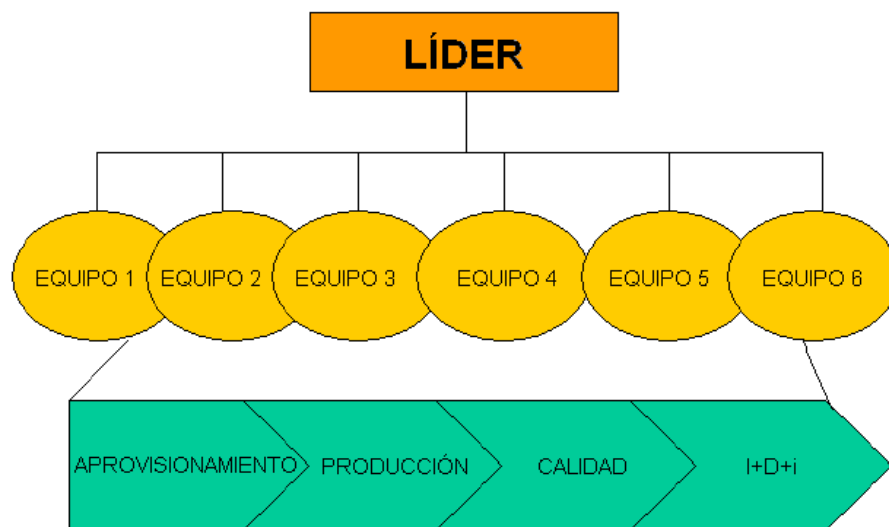 LÍDER
EQUIPO 1
EQUIPO 2
EQUIPO 3
EQUIPO 4
EQUIPO 5
EQUIPO 6
APROVISIONAMIENTO
PRODUCCIÓN
CALIDAD
I+D+i